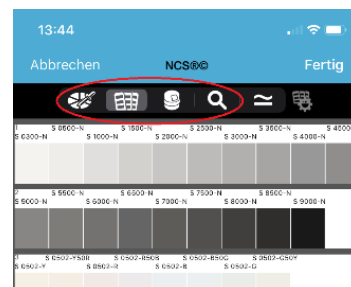 13:44
Abbrechen NCS®© Fertig
1 S 0500-N S 1500-N S 2500-N S 3500-N S 4500
S 0300-N S 1000-N S 2000-N S 3000-N S 4000-N
2 S 5500-N S 6500-N S 7500-N S 8500-N
S 5000-N S 6000-N S 7000-N S 8000-N S 9000-N
3 S 0502-Y50R S 0502-R50B S 0502-B50G S 0502-G50Y
S 0502-Y S 0502-R S 0502-B S 0502-G